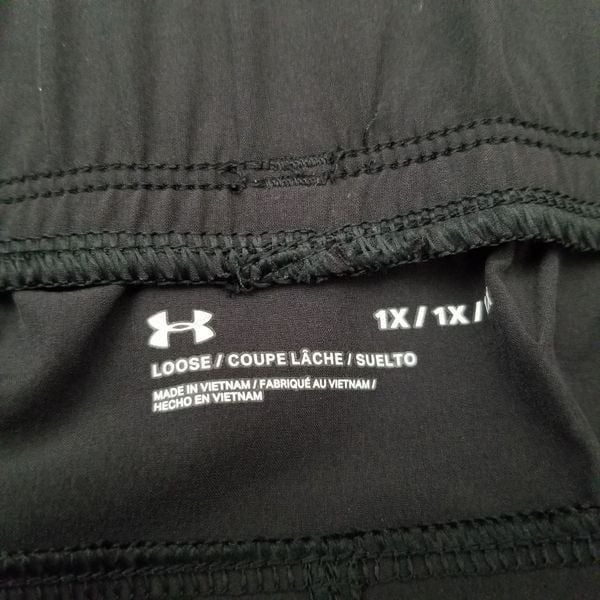 1X / 1X /
LOOSE / COUPE LÂCHE / SUELTO
MADE IN VIETNAM / FABRIQUÉ AU VIETNAM /
HECHO EN VIETNAM